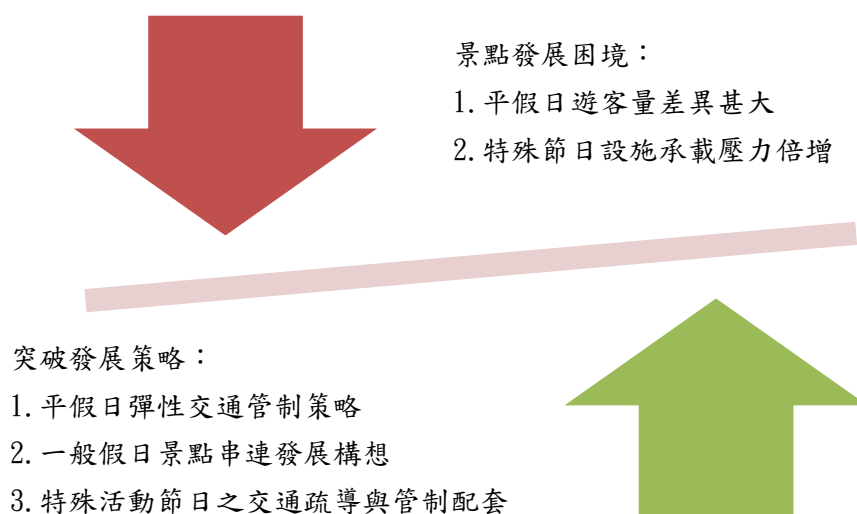 景點發展困境：
1.平假日遊客量差異甚大
2.特殊節日設施承載壓力倍增
突破發展策略：
1.平假日彈性交通管制策略
2.一般假日景點串連發展構想
3.特殊活動節日之交通疏導與管制配套